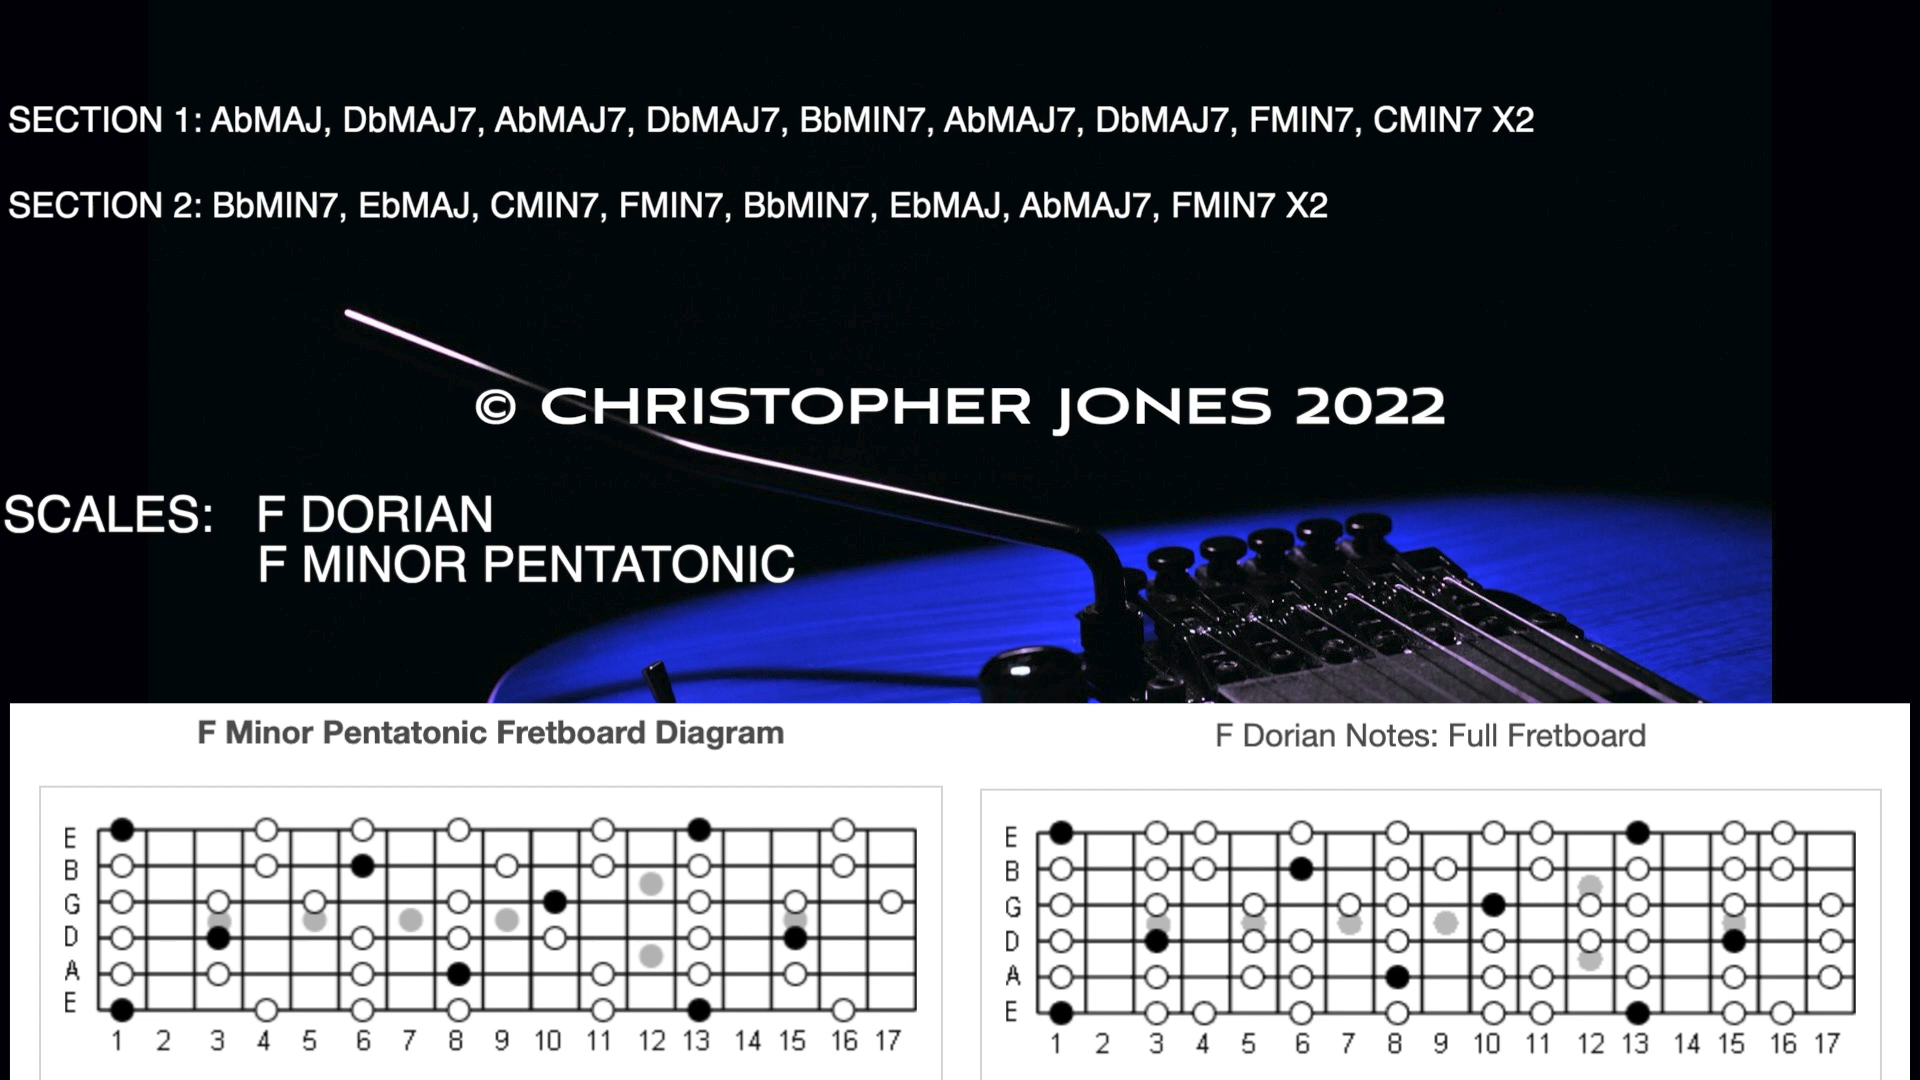 SECTION 1: AbMAJ, DbMAJ7, AbMAJ7, DbMAJ7, BbMIN7, AbMAJ7, DbMAJ7, FMIN7, CMIN7 X2
SECTION 2: BbMIN7, EbMAJ, CMIN7, FMIN7, BbMIN7, EbMAJ, AbMAJ7, FMIN7 X2
© CHRISTOPHER JONES 2022
SCALES: F DORIAN
F MINOR PENTATONIC
F Minor Pentatonic Fretboard Diagram
E
B
G
D
A
E
1 2 3 4 5 6 7 8 9 10 11 12 13 14 15 16 17
F Dorian Notes: Full Fretboard
E
B
G
D
A
E
1 2 3 4 5 6 7 8 9 10 11 12 13 14 15 16 17